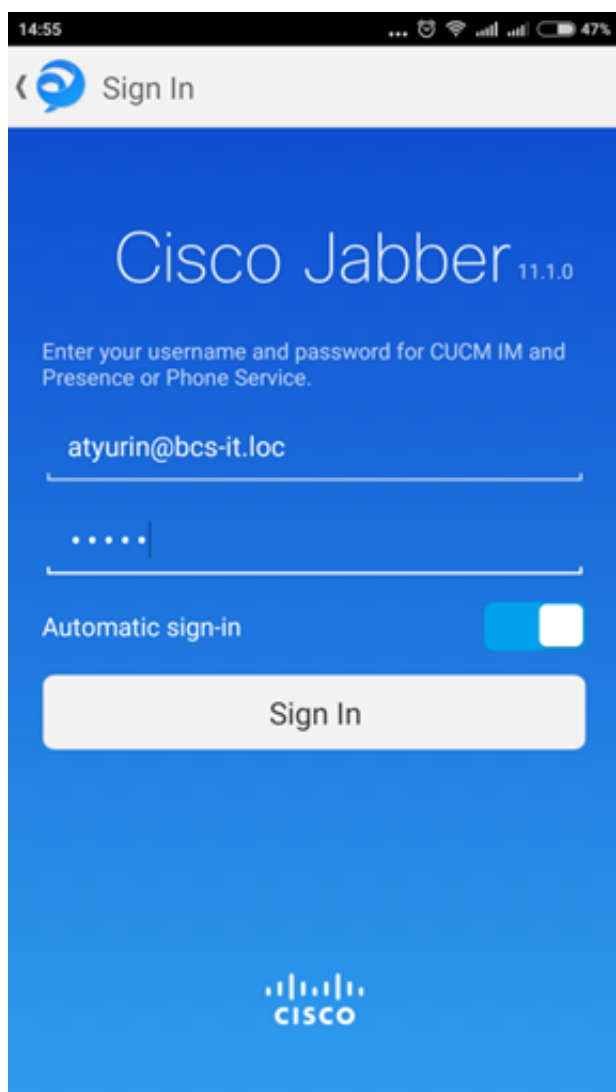 14:55 ... 47%
Sign In
Cisco Jabber 11.1.0
Enter your username and password for CUCM IM and
Presence or Phone Service.
atyurin@bcs-it.loc
•••••
Automatic sign-in
Sign In
CISCO